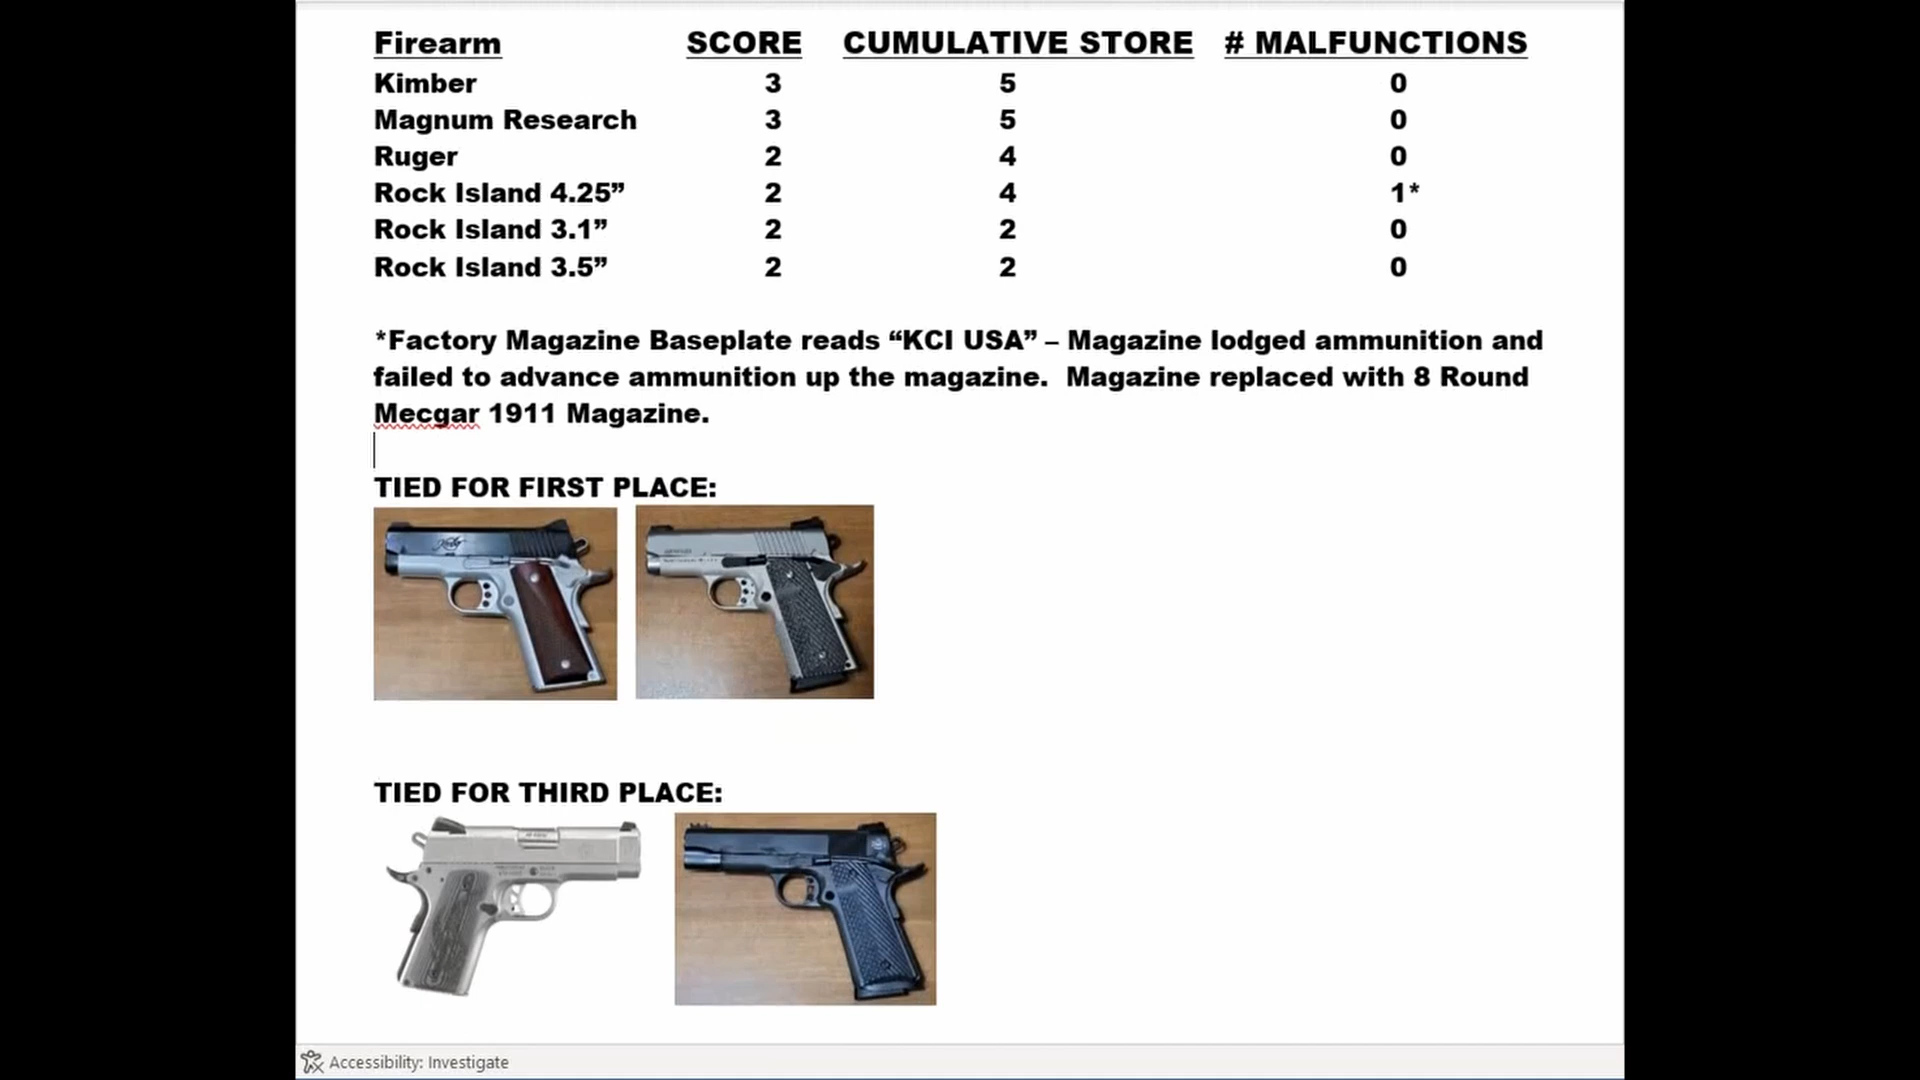 Firearm SCORE CUMULATIVE STORE # MALFUNCTIONS
Kimber 3 5 0
Magnum Research 3 5 0
Ruger 2 4 0
Rock Island 4.25” 2 4 1*
Rock Island 3.1” 2 2 0
Rock Island 3.5” 2 2 0
*Factory Magazine Baseplate reads “KCI USA” – Magazine lodged ammunition and
failed to advance ammunition up the magazine. Magazine replaced with 8 Round
Mecgar 1911 Magazine.
TIED FOR FIRST PLACE:
Kimber
TIED FOR THIRD PLACE:
Accessibility: Investigate